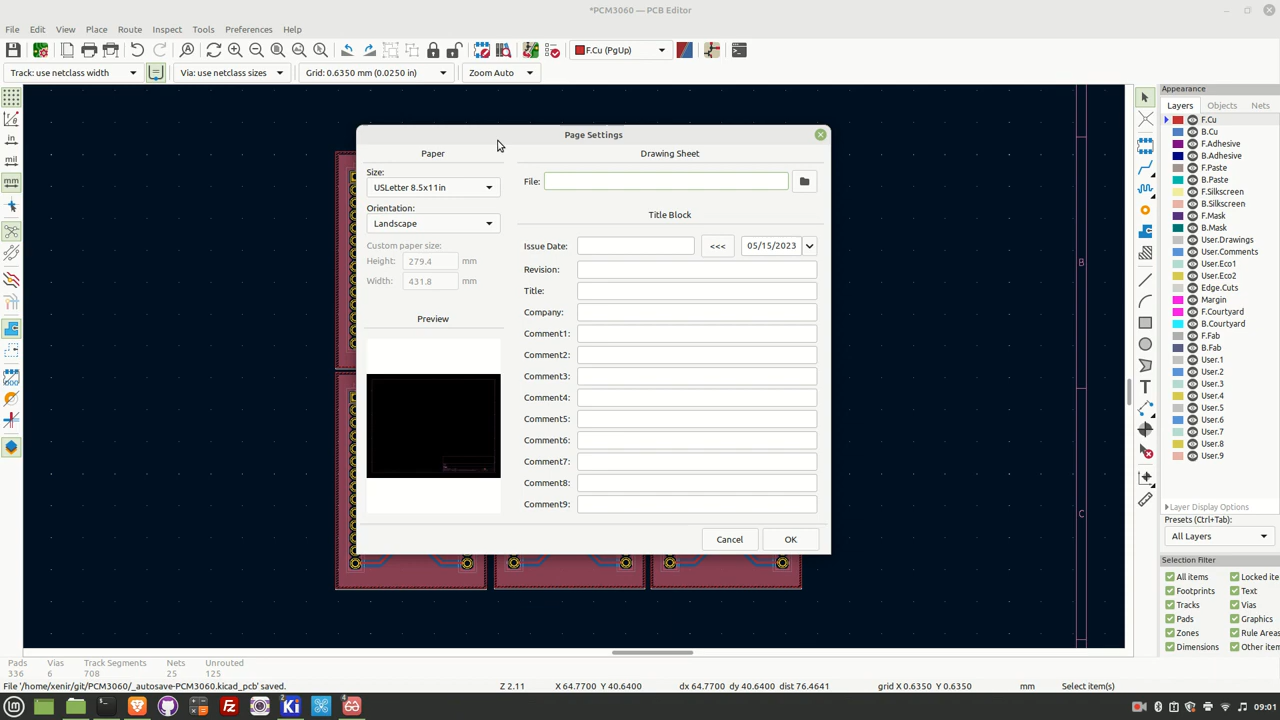 *PCM3060 — PCB Editor
File Edit View Place Route Inspect Tools Preferences Help
F.Cu (PgUp)
Track: use netclass width Via: use netclass sizes Grid: 0.6350 mm (0.0250 in) Zoom Auto
Appearance
Layers Objects Nets
F.Cu
B.Cu
F.Adhesive
B.Adhesive
F.Paste
B.Paste
F.Silkscreen
B.Silkscreen
F.Mask
B.Mask
User.Drawings
User.Comments
User.Eco1
User.Eco2
Edge.Cuts
Margin
F.Courtyard
B.Courtyard
F.Fab
B.Fab
User.1
User.2
User.3
User.4
User.5
User.6
User.7
User.8
User.9
Layer Display Options
Presets (Ctrl+Tab):
All Layers
Selection Filter
All items Locked ite
Footprints Text
Tracks Vias
Pads Graphics
Zones Rule Areas
Dimensions Other item
in
mil
mm
B
C
Page Settings
Paper
Size:
USLetter 8.5x11in
Orientation:
Landscape
Custom paper size:
Height: 279.4 mm
Width: 431.8 mm
Preview
Drawing Sheet
File:
Title Block
Issue Date: <<< 05/15/2023
Revision:
Title:
Company:
Comment1:
Comment2:
Comment3:
Comment4:
Comment5:
Comment6:
Comment7:
Comment8:
Comment9:
Cancel OK
Pads Vias Track Segments Nets Unrouted
336 6 708 25 125
File '/home/xenir/git/PCM3060/_autosave-PCM3060.kicad_pcb' saved. Z 2.11 X 64.7700 Y 40.6400 dx 64.7700 dy 40.6400 dist 76.4641 grid X 0.6350 Y 0.6350 mm Select item(s)
2 4 09:01